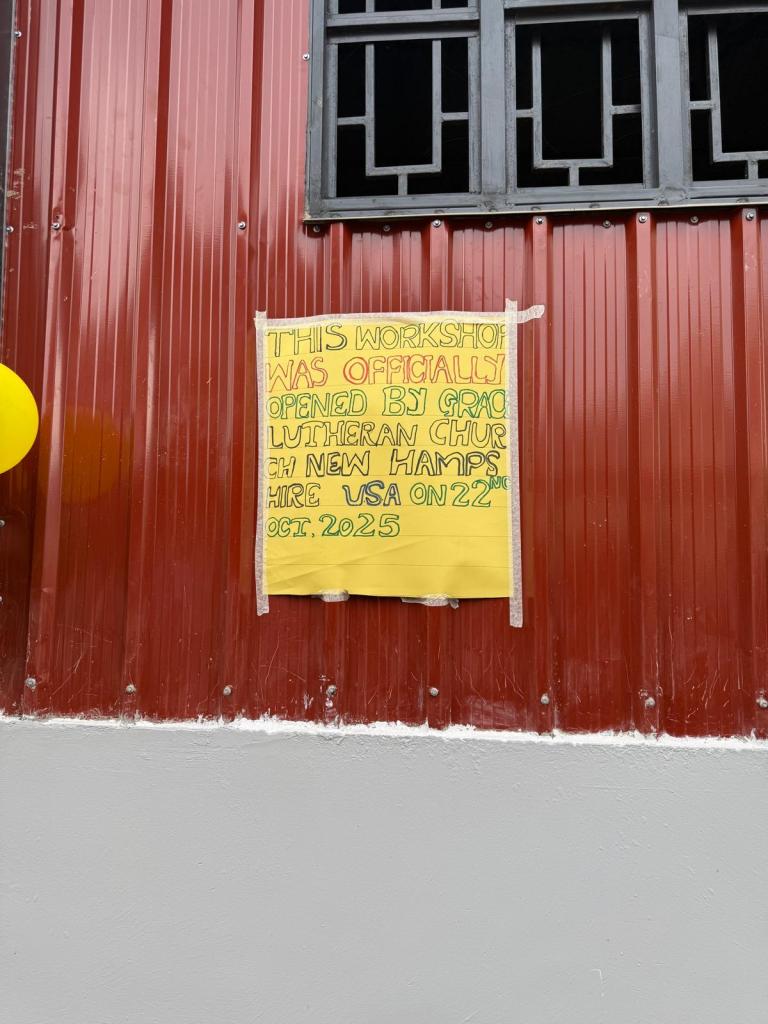 THIS WORKSHOP
WAS OFFICIALLY
OPENED BY GRACE
LUTHERAN CHUR
CH NEW HAMPS
HIRE USA ON 22ND
OCT, 2025